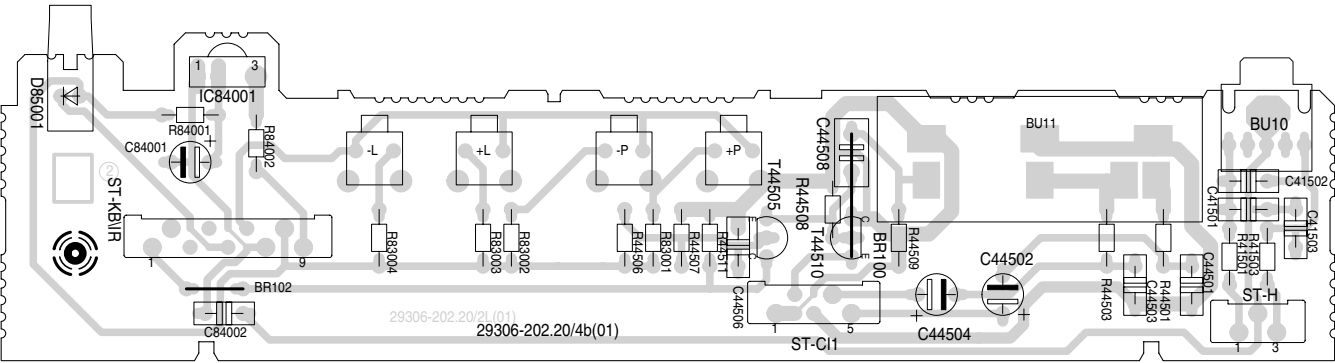 D85001
1 3
IC84001
R84001
C84001
+
R84002
2
ST-KB\IR
1 9
BR102
C84002
-L
+L
-P
+P
R83004
R83003
R83002
R44506
R83001
R44507
R44511
C44506
T44505
C44508
R44508
C
E
T44510
BR100
R44509
BU11
BU10
C41502
C41501
C41503
R41501
R41503
C44502
+
C44504
+
R44503
C44503
R44501
C44501
ST-H
1 3
1 5
ST-CI1
29306-202.20/2L(01)
29306-202.20/4b(01)